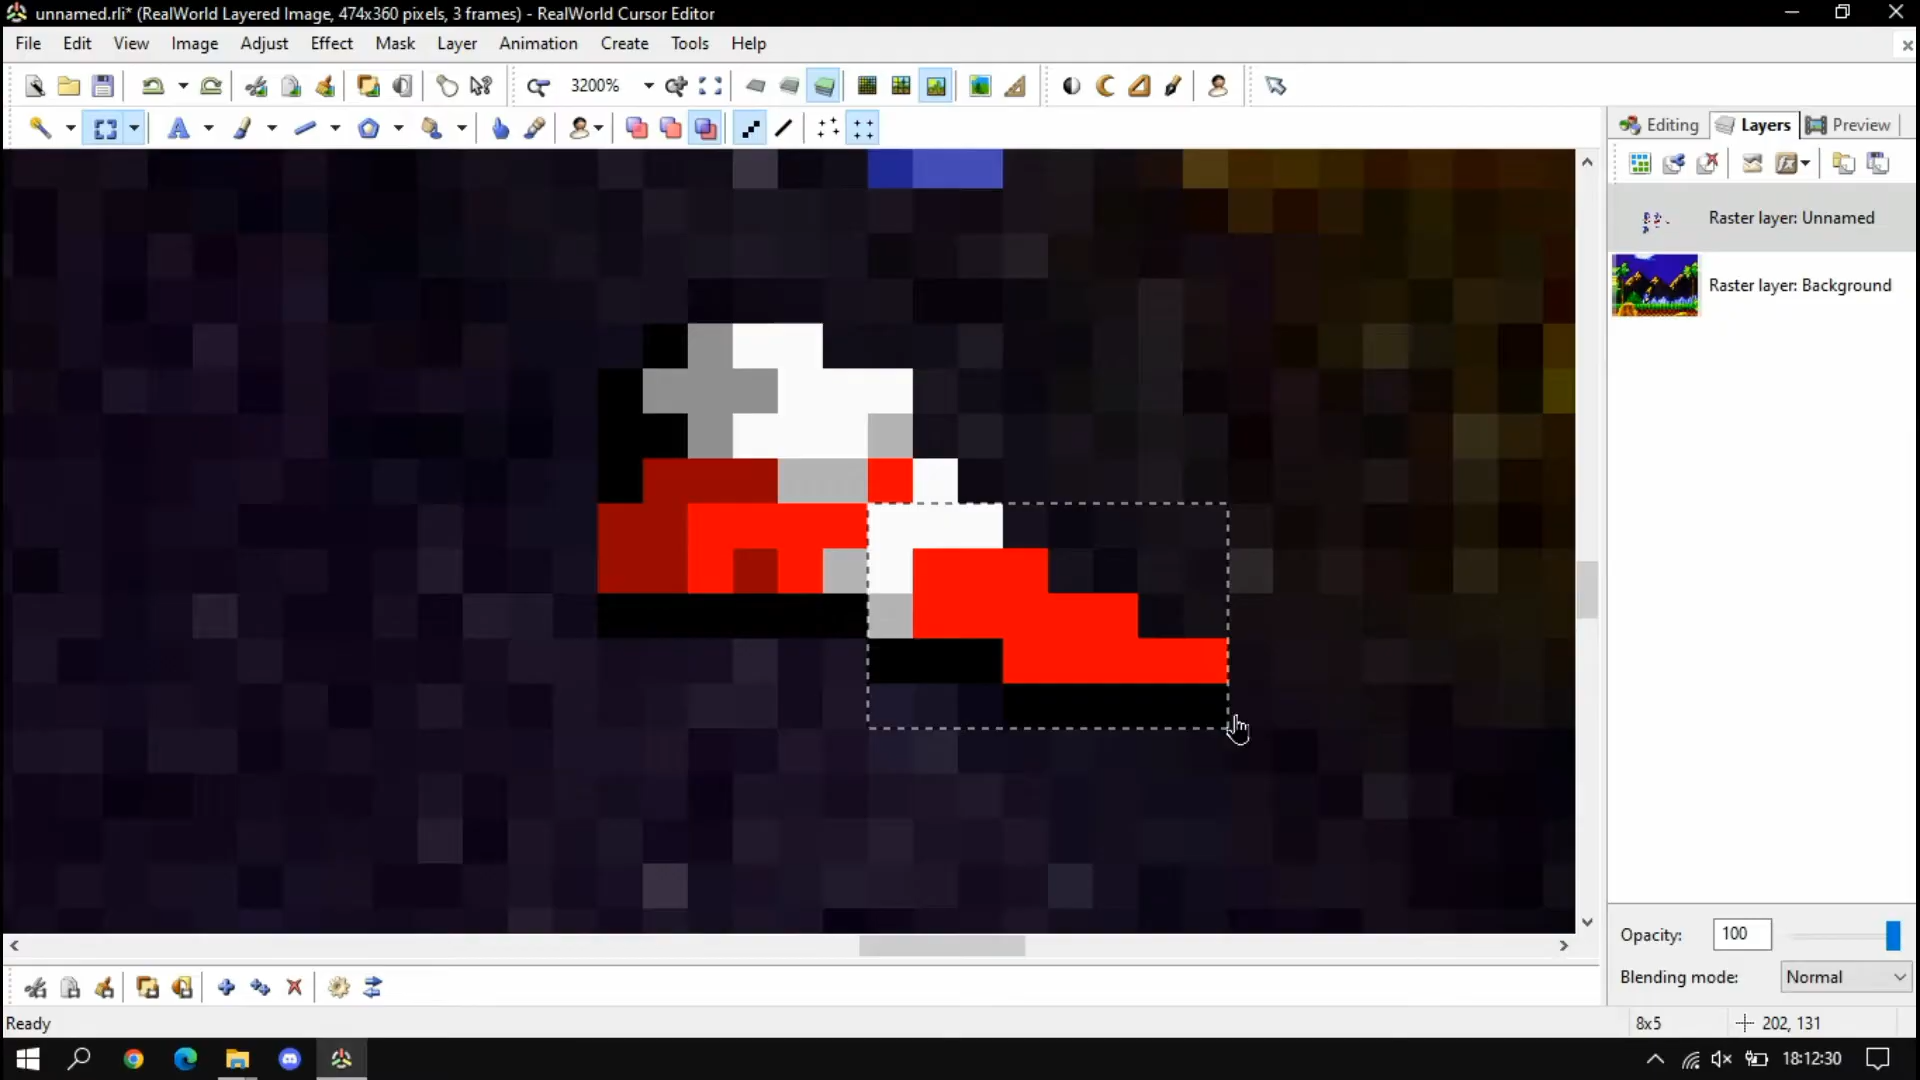 unnamed.rli* (RealWorld Layered Image, 474x360 pixels, 3 frames) - RealWorld Cursor Editor
File Edit View Image Adjust Effect Mask Layer Animation Create Tools Help
3200%
Editing Layers Preview
Raster layer: Unnamed
Raster layer: Background
Opacity: 100
Blending mode: Normal
Ready 8x5 202, 131
18:12:30